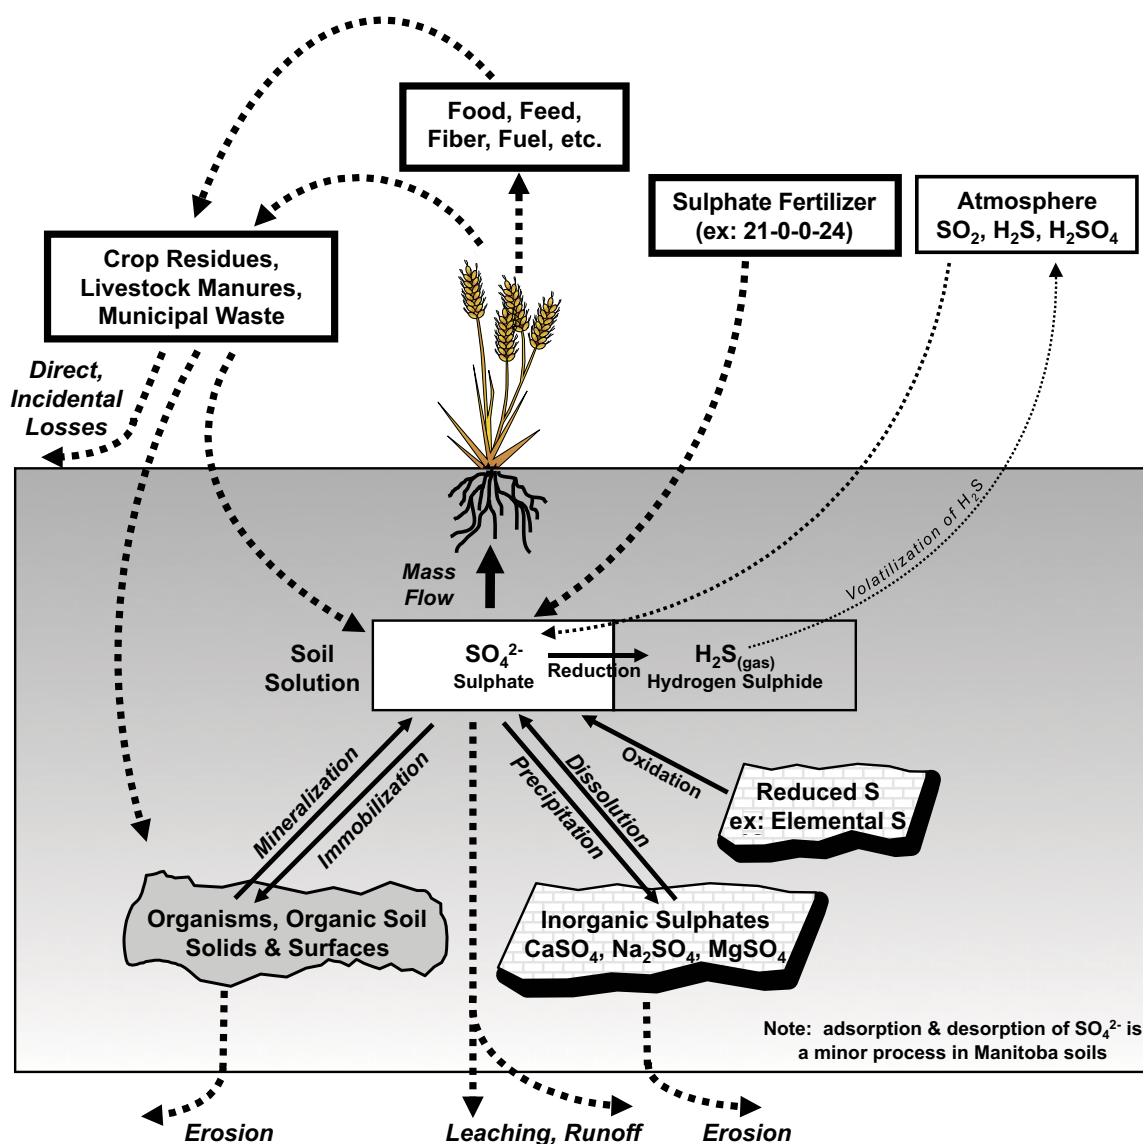 Food, Feed,
Fiber, Fuel, etc.
Sulphate Fertilizer
(ex: 21-0-0-24)
Atmosphere
SO₂, H₂S, H₂SO₄
Crop Residues,
Livestock Manures,
Municipal Waste
Direct,
Incidental
Losses
Volatilization of H₂S
Mass
Flow
Soil
Solution
SO₄²⁻
Sulphate
Reduction
H₂S(gas)
Hydrogen Sulphide
Mineralization
Immobilization
Precipitation
Dissolution
Oxidation
Reduced S
ex: Elemental S
Organisms, Organic Soil
Solids & Surfaces
Inorganic Sulphates
CaSO₄, Na₂SO₄, MgSO₄
Note: adsorption & desorption of SO₄²⁻ is
a minor process in Manitoba soils
Erosion
Leaching, Runoff
Erosion